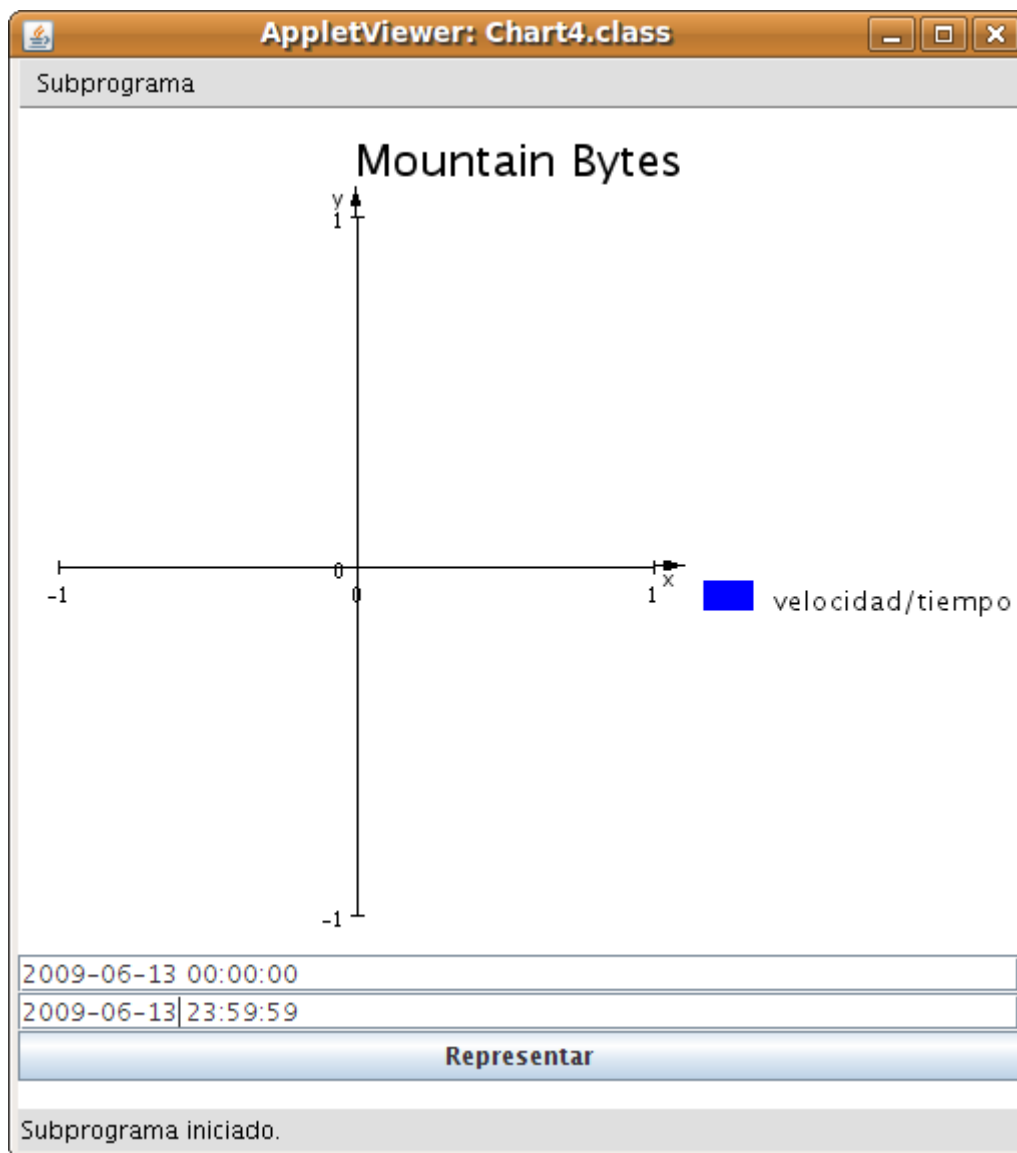 AppletViewer: Chart4.class
Subprograma
Mountain Bytes
y
1
0
-1 0 1 x
velocidad/tiempo
-1
2009-06-13 00:00:00
2009-06-13 23:59:59
Representar
Subprograma iniciado.